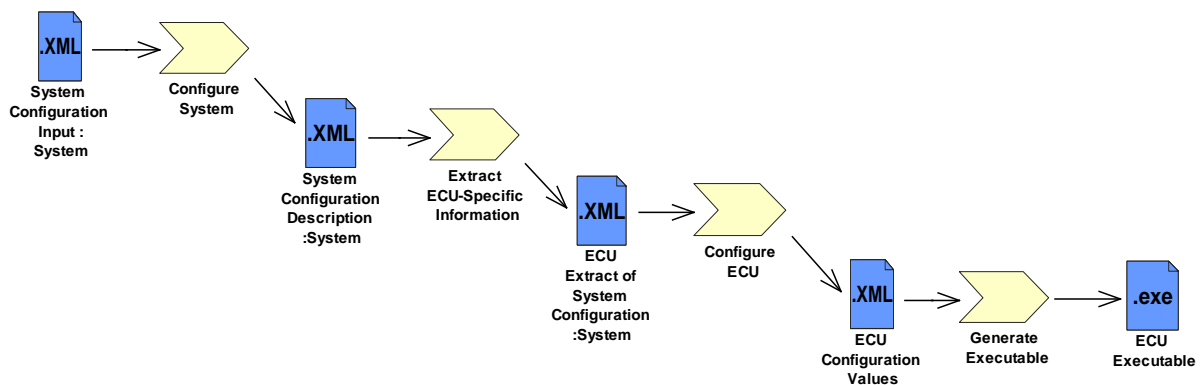 .XML
System
Configuration
Input :
System
Configure
System
.XML
System
Configuration
Description
:System
Extract
ECU-Specific
Information
.XML
ECU
Extract of
System
Configuration
:System
Configure
ECU
.XML
ECU
Configuration
Values
Generate
Executable
.exe
ECU
Executable